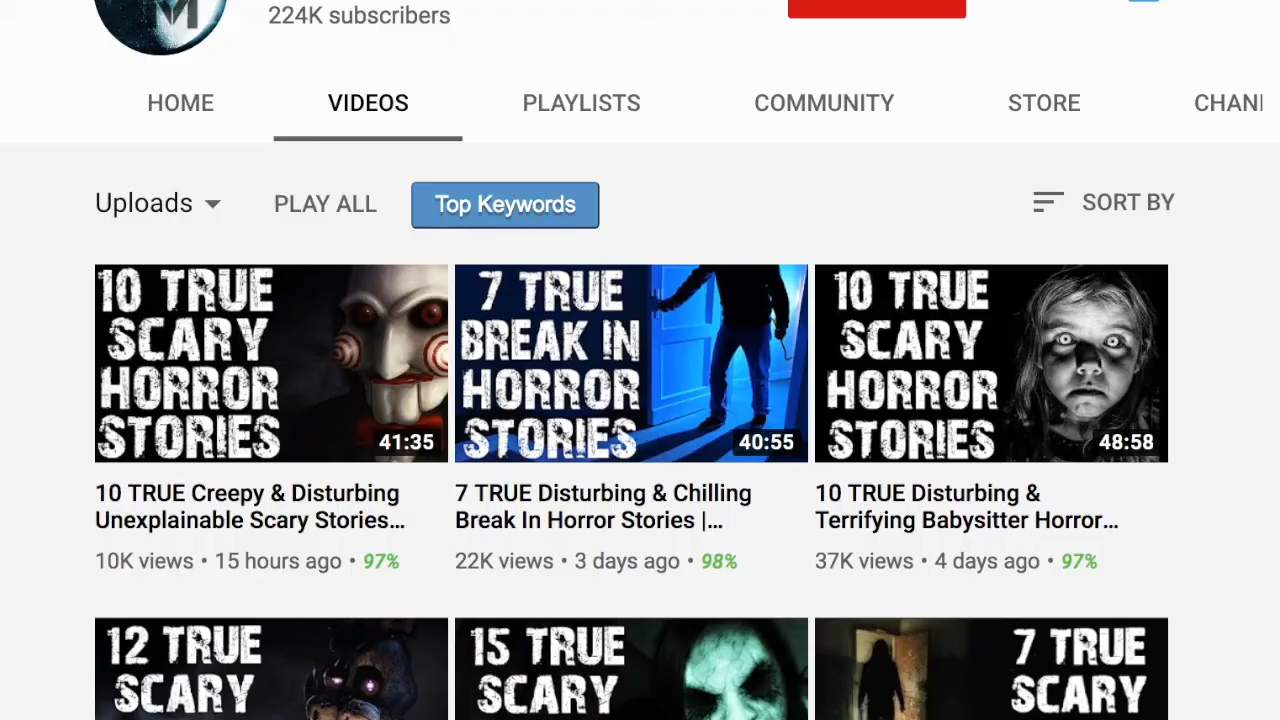 224K subscribers
HOME VIDEOS PLAYLISTS COMMUNITY STORE CHAN
Uploads PLAY ALL Top Keywords SORT BY
10 TRUE
SCARY
HORROR
STORIES
41:35
7 TRUE
BREAK IN
HORROR
STORIES
40:55
10 TRUE
SCARY
HORROR
STORIES
48:58
10 TRUE Creepy & Disturbing
Unexplainable Scary Stories...
10K views • 15 hours ago • 97%
7 TRUE Disturbing & Chilling
Break In Horror Stories |...
22K views • 3 days ago • 98%
10 TRUE Disturbing &
Terrifying Babysitter Horror...
37K views • 4 days ago • 97%
12 TRUE
SCARY
15 TRUE
SCARY
7 TRUE
SCARY